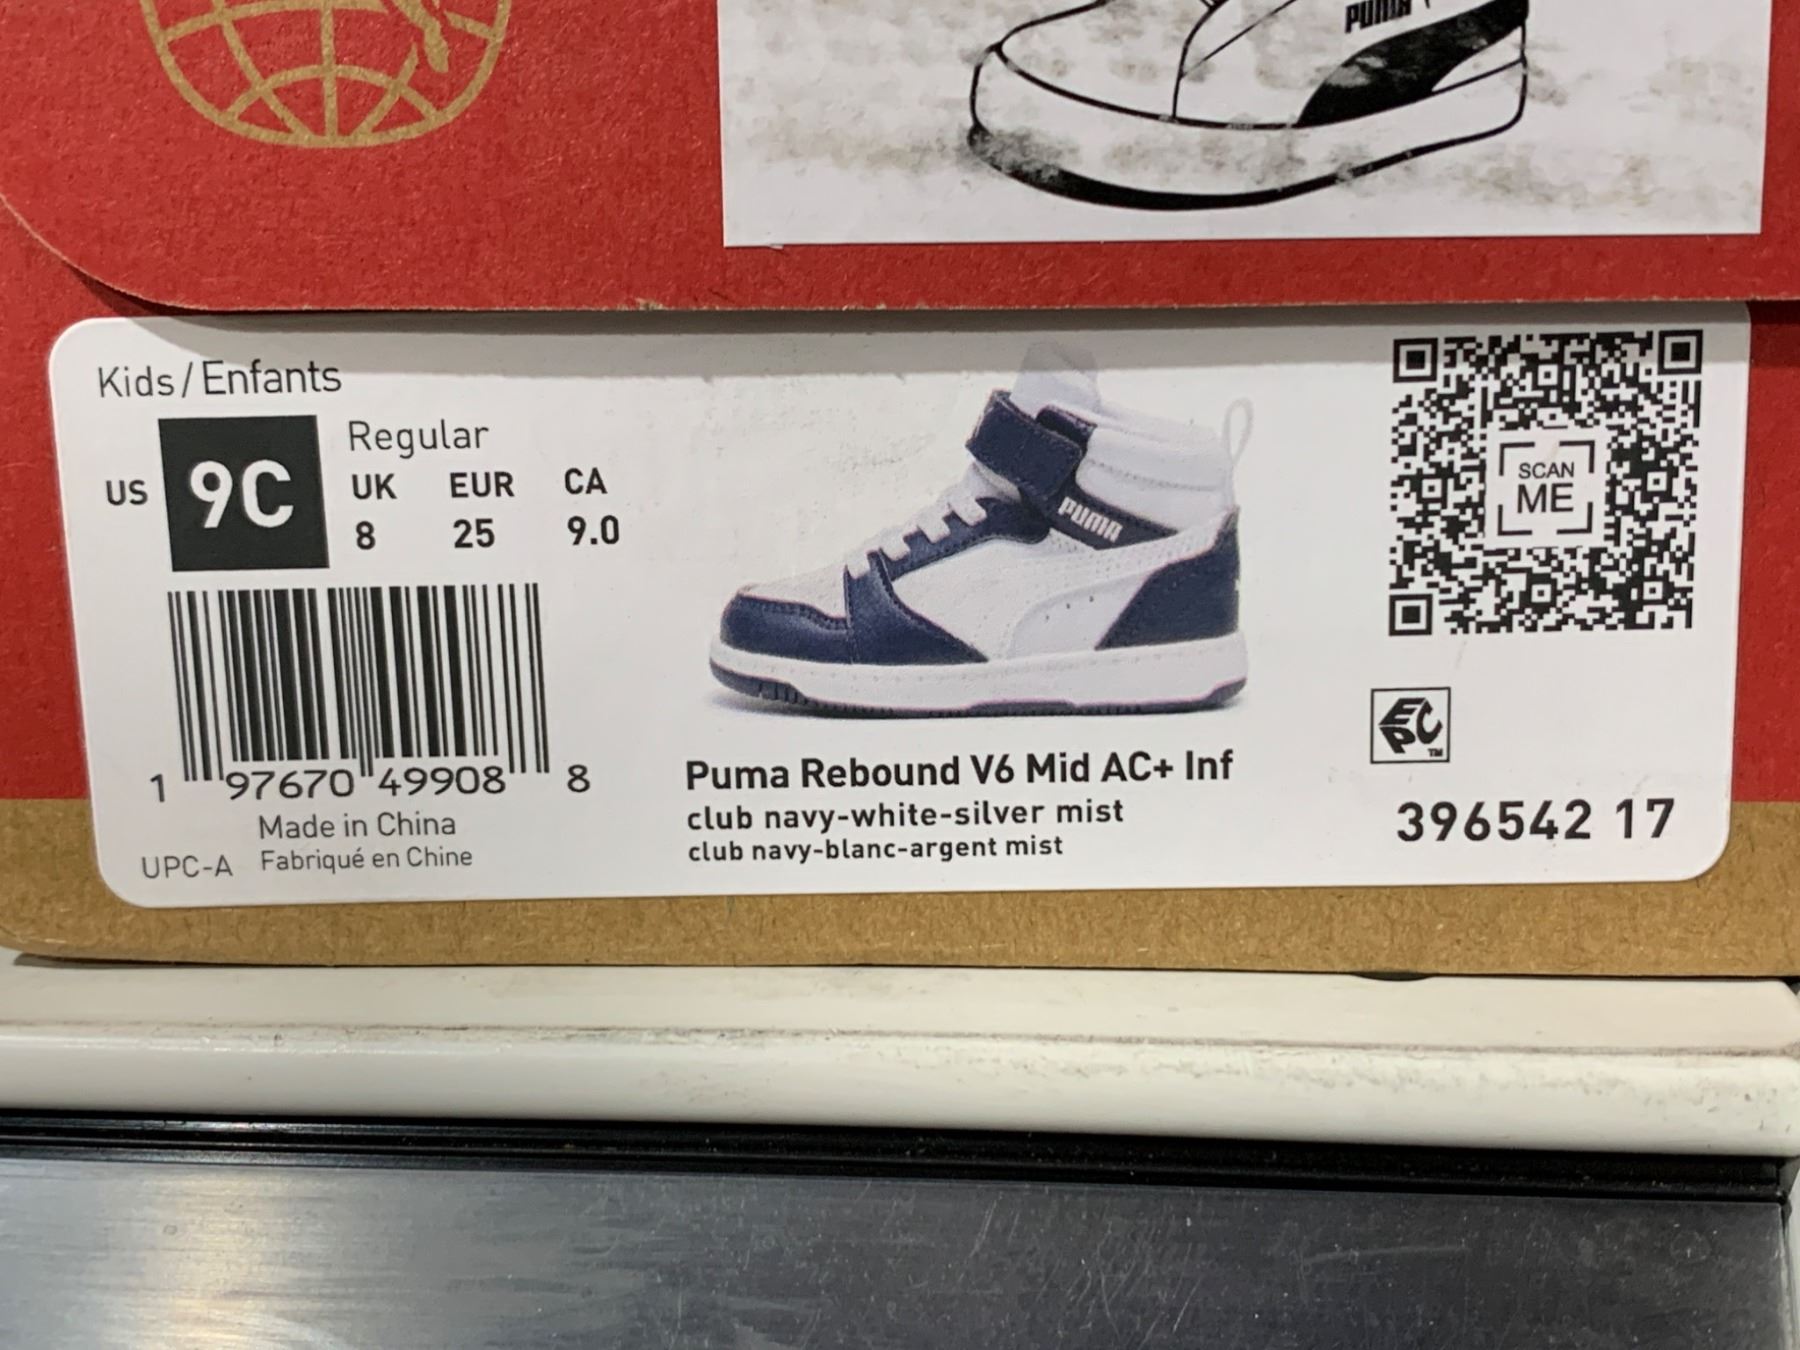 PUMA
Kids / Enfants
US 9C
Regular
UK EUR CA
8 25 9.0
PUMA
SCAN
ME
1 97670 49908 8
Made in China
UPC-A Fabriqué en Chine
Puma Rebound V6 Mid AC+ Inf
club navy-white-silver mist
club navy-blanc-argent mist
EPC
TM
396542 17